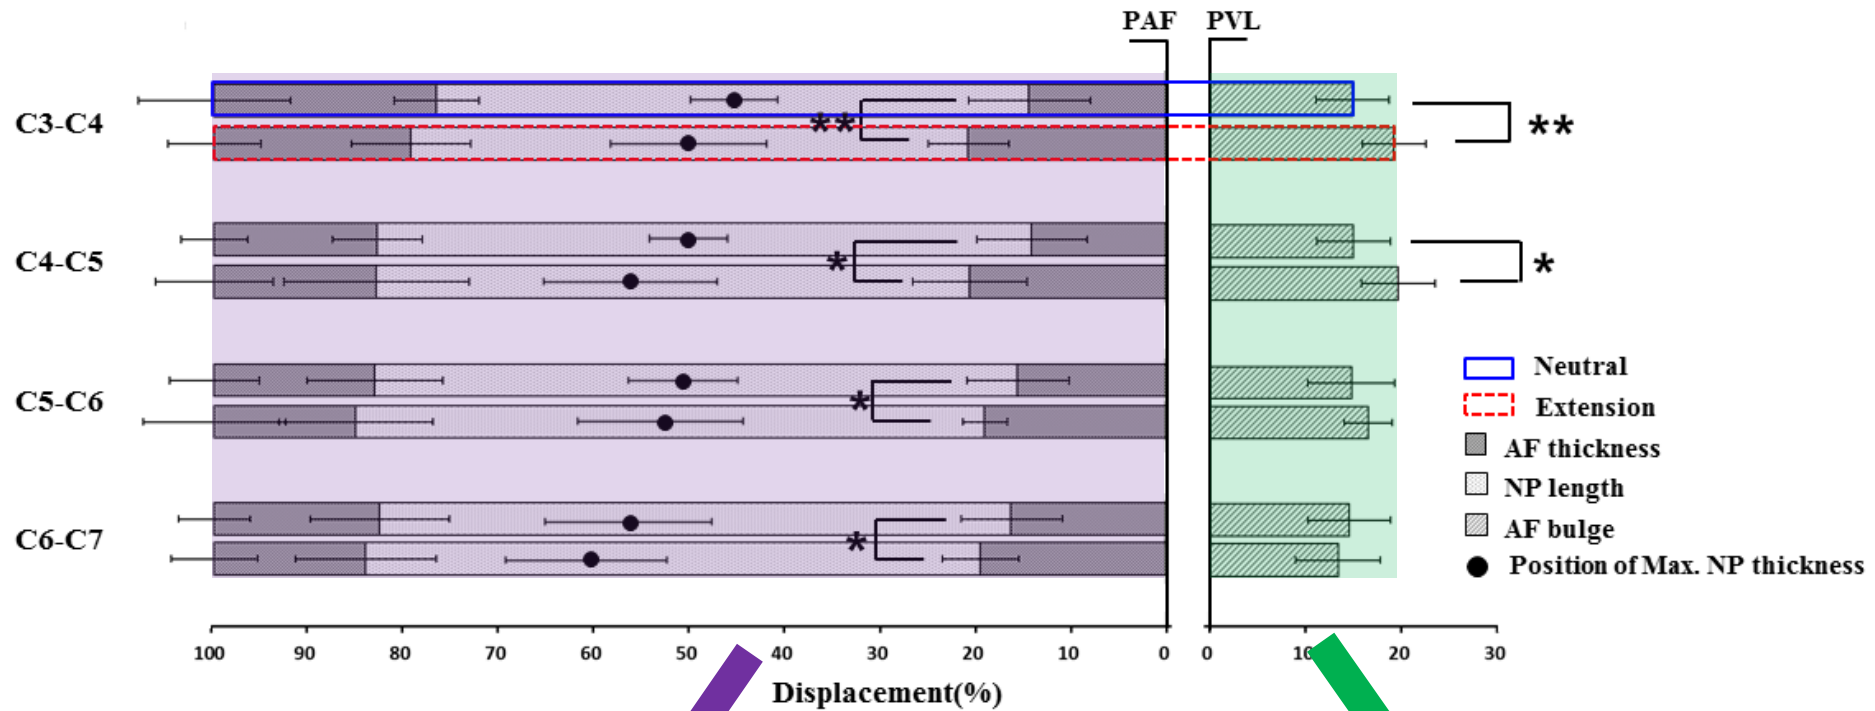 PAF PVL
C3-C4
**
**
C4-C5
*
*
C5-C6
*
C6-C7
*
Neutral
Extension
AF thickness
NP length
AF bulge
Position of Max. NP thickness
100 90 80 70 60 50 40 30 20 10 0 0 10 20 30
Displacement(%)